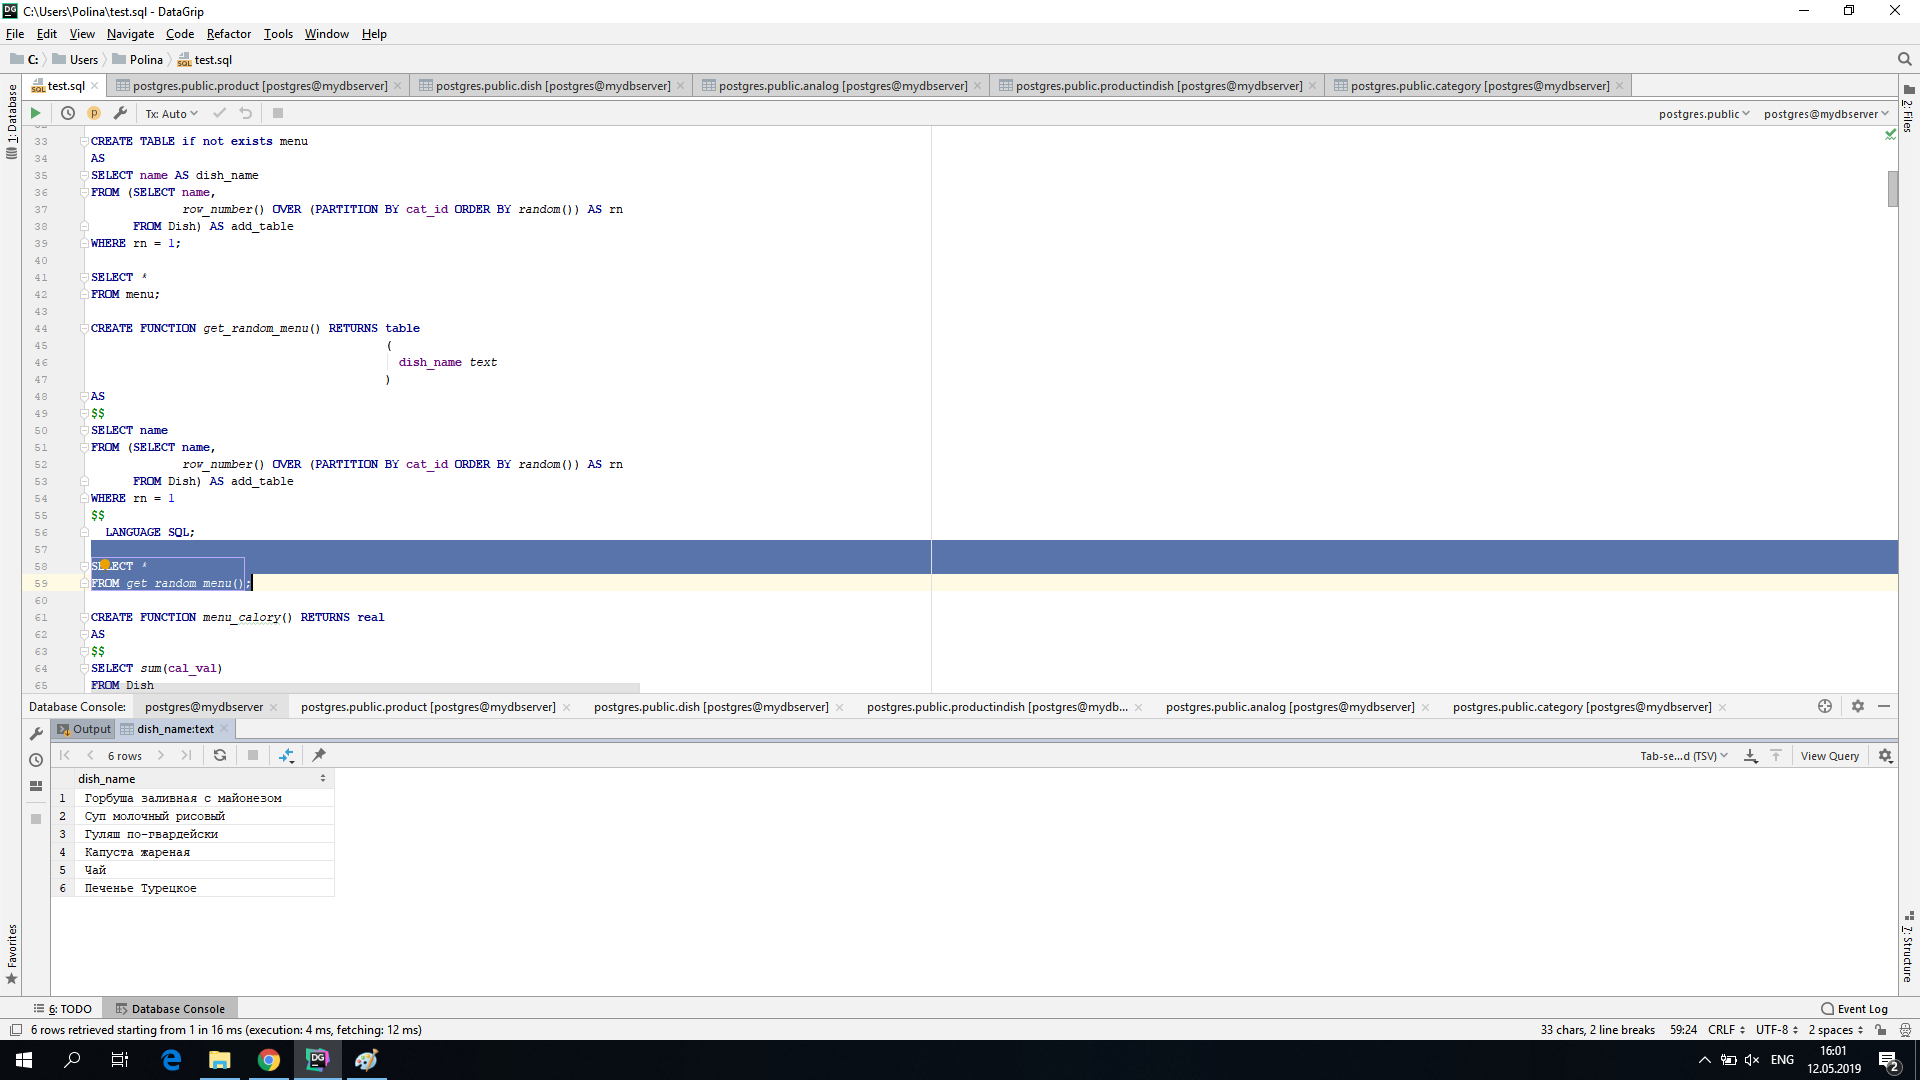 C:\Users\Polina\test.sql - DataGrip
File Edit View Navigate Code Refactor Tools Window Help
C: Users Polina test.sql
test.sql postgres.public.product [postgres@mydbserver] postgres.public.dish [postgres@mydbserver] postgres.public.analog [postgres@mydbserver] postgres.public.productindish [postgres@mydbserver] postgres.public.category [postgres@mydbserver]
Tx: Auto postgres.public postgres@mydbserver
1: Database
2: Files
33 CREATE TABLE if not exists menu
34 AS
35 SELECT name AS dish_name
36 FROM (SELECT name,
37 row_number() OVER (PARTITION BY cat_id ORDER BY random()) AS rn
38 FROM Dish) AS add_table
39 WHERE rn = 1;
40
41 SELECT *
42 FROM menu;
43
44 CREATE FUNCTION get_random_menu() RETURNS table
45 (
46 dish_name text
47 )
48 AS
49 $$
50 SELECT name
51 FROM (SELECT name,
52 row_number() OVER (PARTITION BY cat_id ORDER BY random()) AS rn
53 FROM Dish) AS add_table
54 WHERE rn = 1
55 $$
56 LANGUAGE SQL;
57
58 SELECT *
59 FROM get_random_menu();
60
61 CREATE FUNCTION menu_calory() RETURNS real
62 AS
63 $$
64 SELECT sum(cal_val)
65 FROM Dish
Database Console: postgres@mydbserver postgres.public.product [postgres@mydbserver] postgres.public.dish [postgres@mydbserver] postgres.public.productindish [postgres@mydb... postgres.public.analog [postgres@mydbserver] postgres.public.category [postgres@mydbserver]
Output dish_name:text
6 rows Tab-se...d (TSV) View Query
dish_name
1 Горбуша заливная с майонезом
2 Суп молочный рисовый
3 Гуляш по-гвардейски
4 Капуста жареная
5 Чай
6 Печенье Турецкое
Favorites
7: Structure
6: TODO Database Console Event Log
6 rows retrieved starting from 1 in 16 ms (execution: 4 ms, fetching: 12 ms) 33 chars, 2 line breaks 59:24 CRLF UTF-8 2 spaces
ENG 16:01
12.05.2019 2